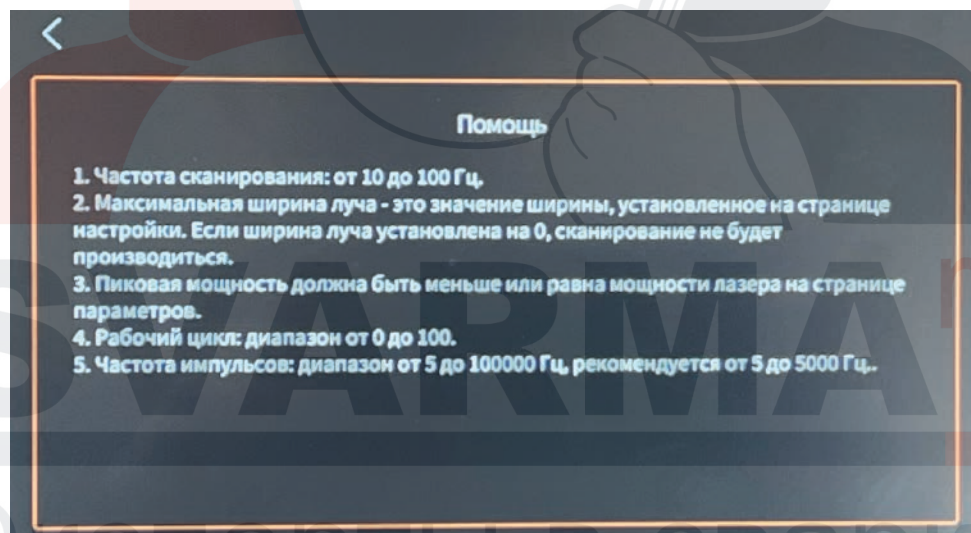 Помощь
1. Частота сканирования: от 10 до 100 Гц.
2. Максимальная ширина луча - это значение ширины, установленное на странице
настройки. Если ширина луча установлена на 0, сканирование не будет
производиться.
3. Пиковая мощность должна быть меньше или равна мощности лазера на странице
параметров.
4. Рабочий цикл: диапазон от 0 до 100.
5. Частота импульсов: диапазон от 5 до 100000 Гц, рекомендуется от 5 до 5000 Гц..
SVARMA